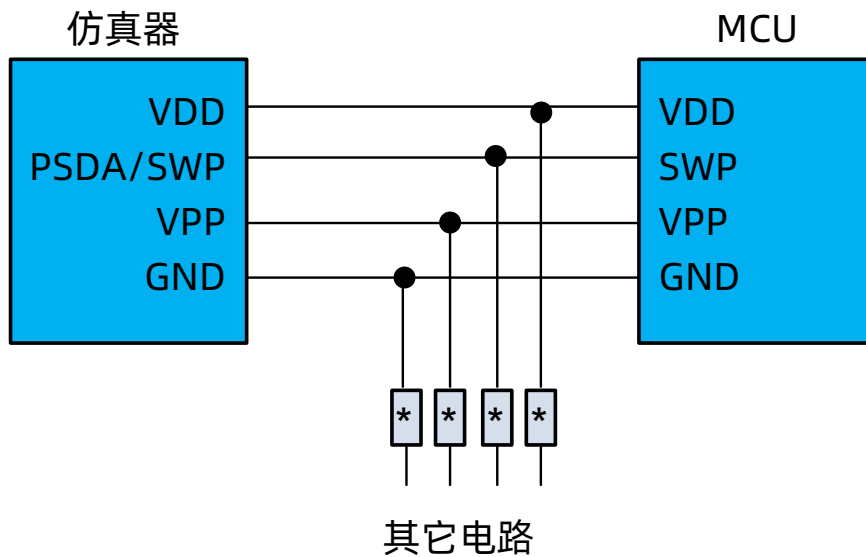 仿真器
MCU
VDD
VDD
PSDA/SWP
SWP
VPP
VPP
GND
GND
* * * *
其它电路